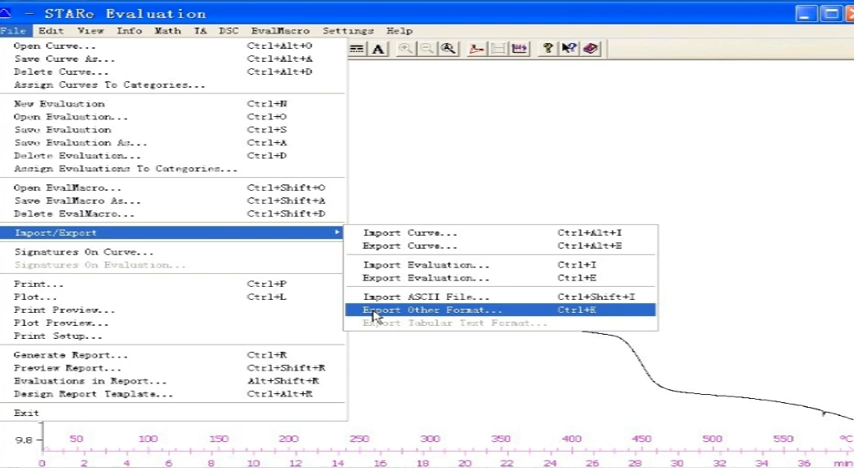 - STARe Evaluation
File Edit View Info Math TA DSC EvalMacro Settings Help
Open Curve... Ctrl+Alt+O
Save Curve As... Ctrl+Alt+A
Delete Curve... Ctrl+Alt+D
Assign Curves To Categories...
New Evaluation Ctrl+N
Open Evaluation... Ctrl+O
Save Evaluation Ctrl+S
Save Evaluation As... Ctrl+A
Delete Evaluation... Ctrl+D
Assign Evaluations To Categories...
Open EvalMacro... Ctrl+Shift+O
Save EvalMacro As... Ctrl+Shift+A
Delete EvalMacro... Ctrl+Shift+D
Import/Export
Import Curve... Ctrl+Alt+I
Export Curve... Ctrl+Alt+E
Import Evaluation... Ctrl+I
Export Evaluation... Ctrl+E
Import ASCII File... Ctrl+Shift+I
Export Other Format... Ctrl+K
Export Tabular Text Format...
Signatures On Curve...
Signatures On Evaluation...
Print... Ctrl+P
Plot... Ctrl+L
Print Preview...
Plot Preview...
Print Setup...
Generate Report... Ctrl+R
Preview Report... Ctrl+Shift+R
Evaluations in Report... Alt+Shift+R
Design Report Template... Ctrl+Alt+R
Exit
9.8
50 100 150 200 250 300 350 400 450 500 550 °C
0 2 4 6 8 10 12 14 16 18 20 22 24 26 28 30 32 34 36 min